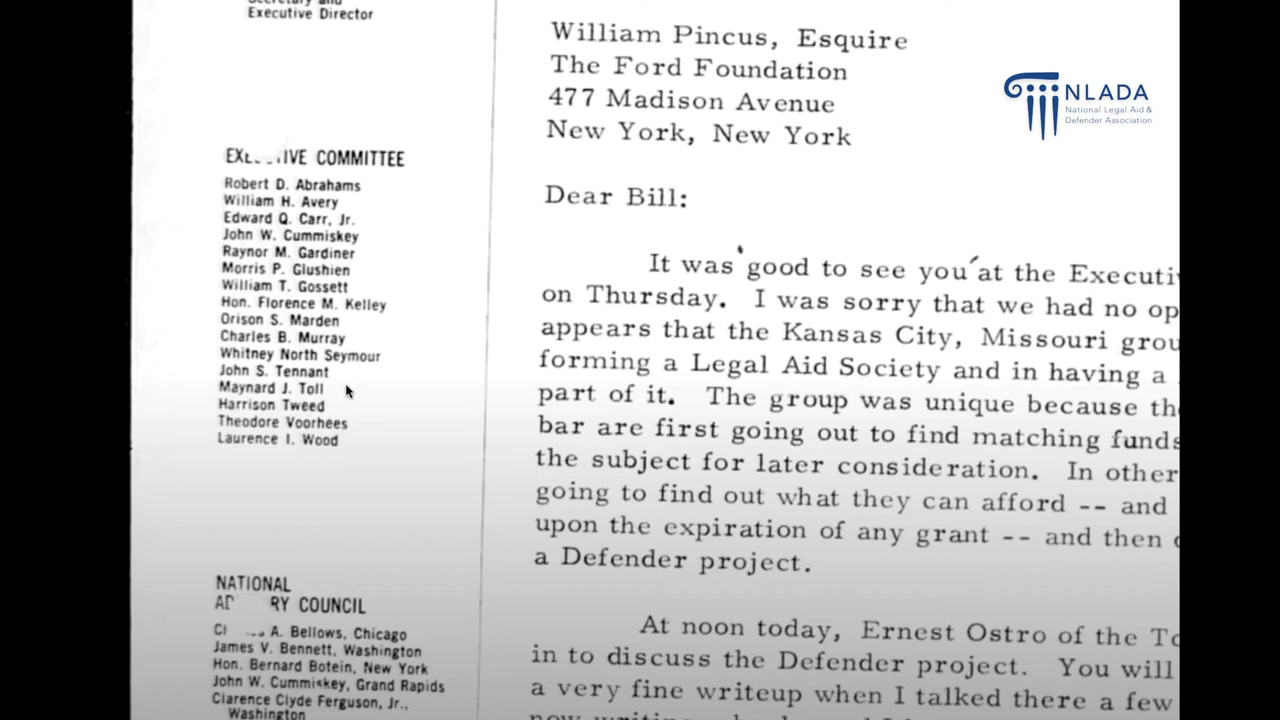 Executive Director
EXECUTIVE COMMITTEE
Robert D. Abrahams
William H. Avery
Edward Q. Carr, Jr.
John W. Cummiskey
Raynor M. Gardiner
Morris P. Glushien
William T. Gossett
Hon. Florence M. Kelley
Orison S. Marden
Charles B. Murray
Whitney North Seymour
John S. Tennant
Maynard J. Toll
Harrison Tweed
Theodore Voorhees
Laurence I. Wood
NATIONAL
RY COUNCIL
A. Bellows, Chicago
James V. Bennett, Washington
Hon. Bernard Botein, New York
John W. Cummiskey, Grand Rapids
Clarence Clyde Ferguson, Jr.,
Washington
William Pincus, Esquire
The Ford Foundation
477 Madison Avenue
New York, New York
Dear Bill:
It was good to see you at the Executi
on Thursday. I was sorry that we had no op
appears that the Kansas City, Missouri grou
forming a Legal Aid Society and in having a
part of it. The group was unique because th
bar are first going out to find matching funds
the subject for later consideration. In other
going to find out what they can afford -- and
upon the expiration of any grant -- and then
a Defender project.
At noon today, Ernest Ostro of the To
in to discuss the Defender project. You will
a very fine writeup when I talked there a few
NLADA
National Legal Aid &
Defender Association